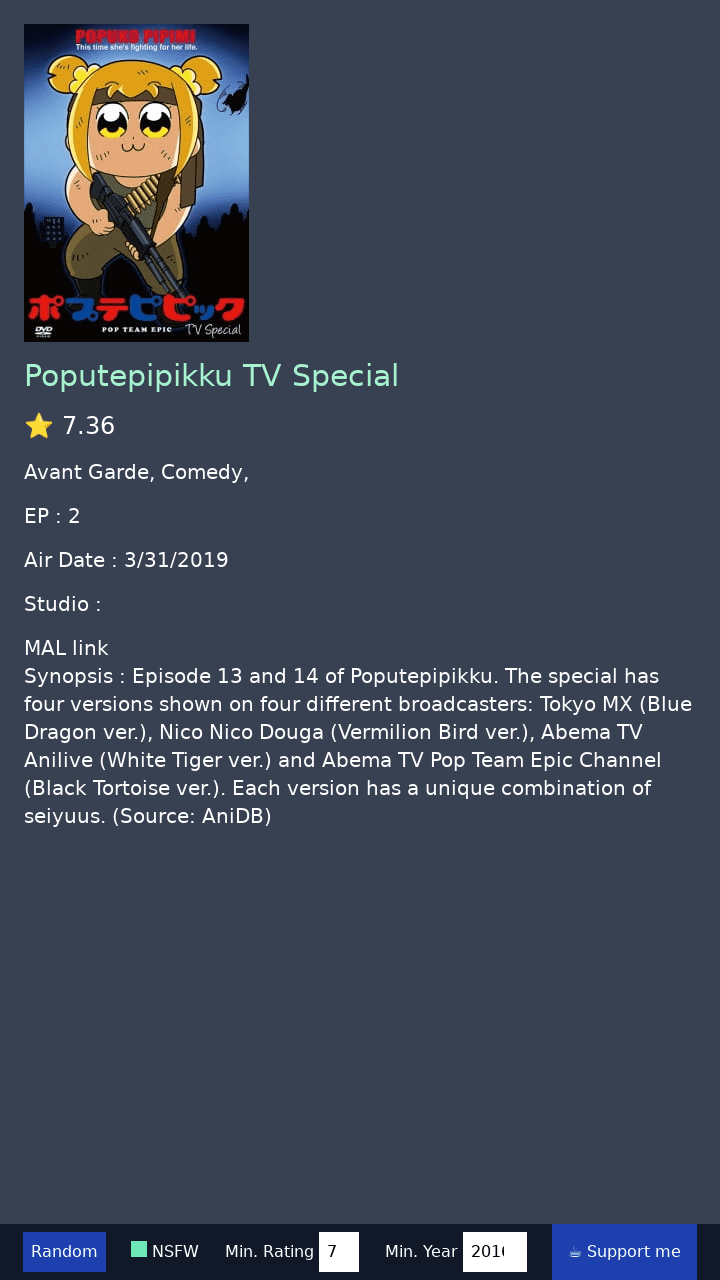 POPUKO PIPIMI
This time she's fighting for her life.
ポプテピピック
DVD
POP TEAM EPIC
TV Special
Poputepipikku TV Special
⭐ 7.36
Avant Garde, Comedy,
EP : 2
Air Date : 3/31/2019
Studio :
MAL link
Synopsis : Episode 13 and 14 of Poputepipikku. The special has
four versions shown on four different broadcasters: Tokyo MX (Blue
Dragon ver.), Nico Nico Douga (Vermilion Bird ver.), Abema TV
Anilive (White Tiger ver.) and Abema TV Pop Team Epic Channel
(Black Tortoise ver.). Each version has a unique combination of
seiyuus. (Source: AniDB)
Random NSFW Min. Rating 7 Min. Year 2016 ☕ Support me